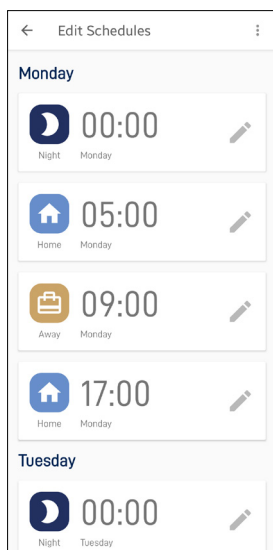 Edit Schedules
Monday
00:00
Night Monday
05:00
Home Monday
09:00
Away Monday
17:00
Home Monday
Tuesday
00:00
Night Tuesday